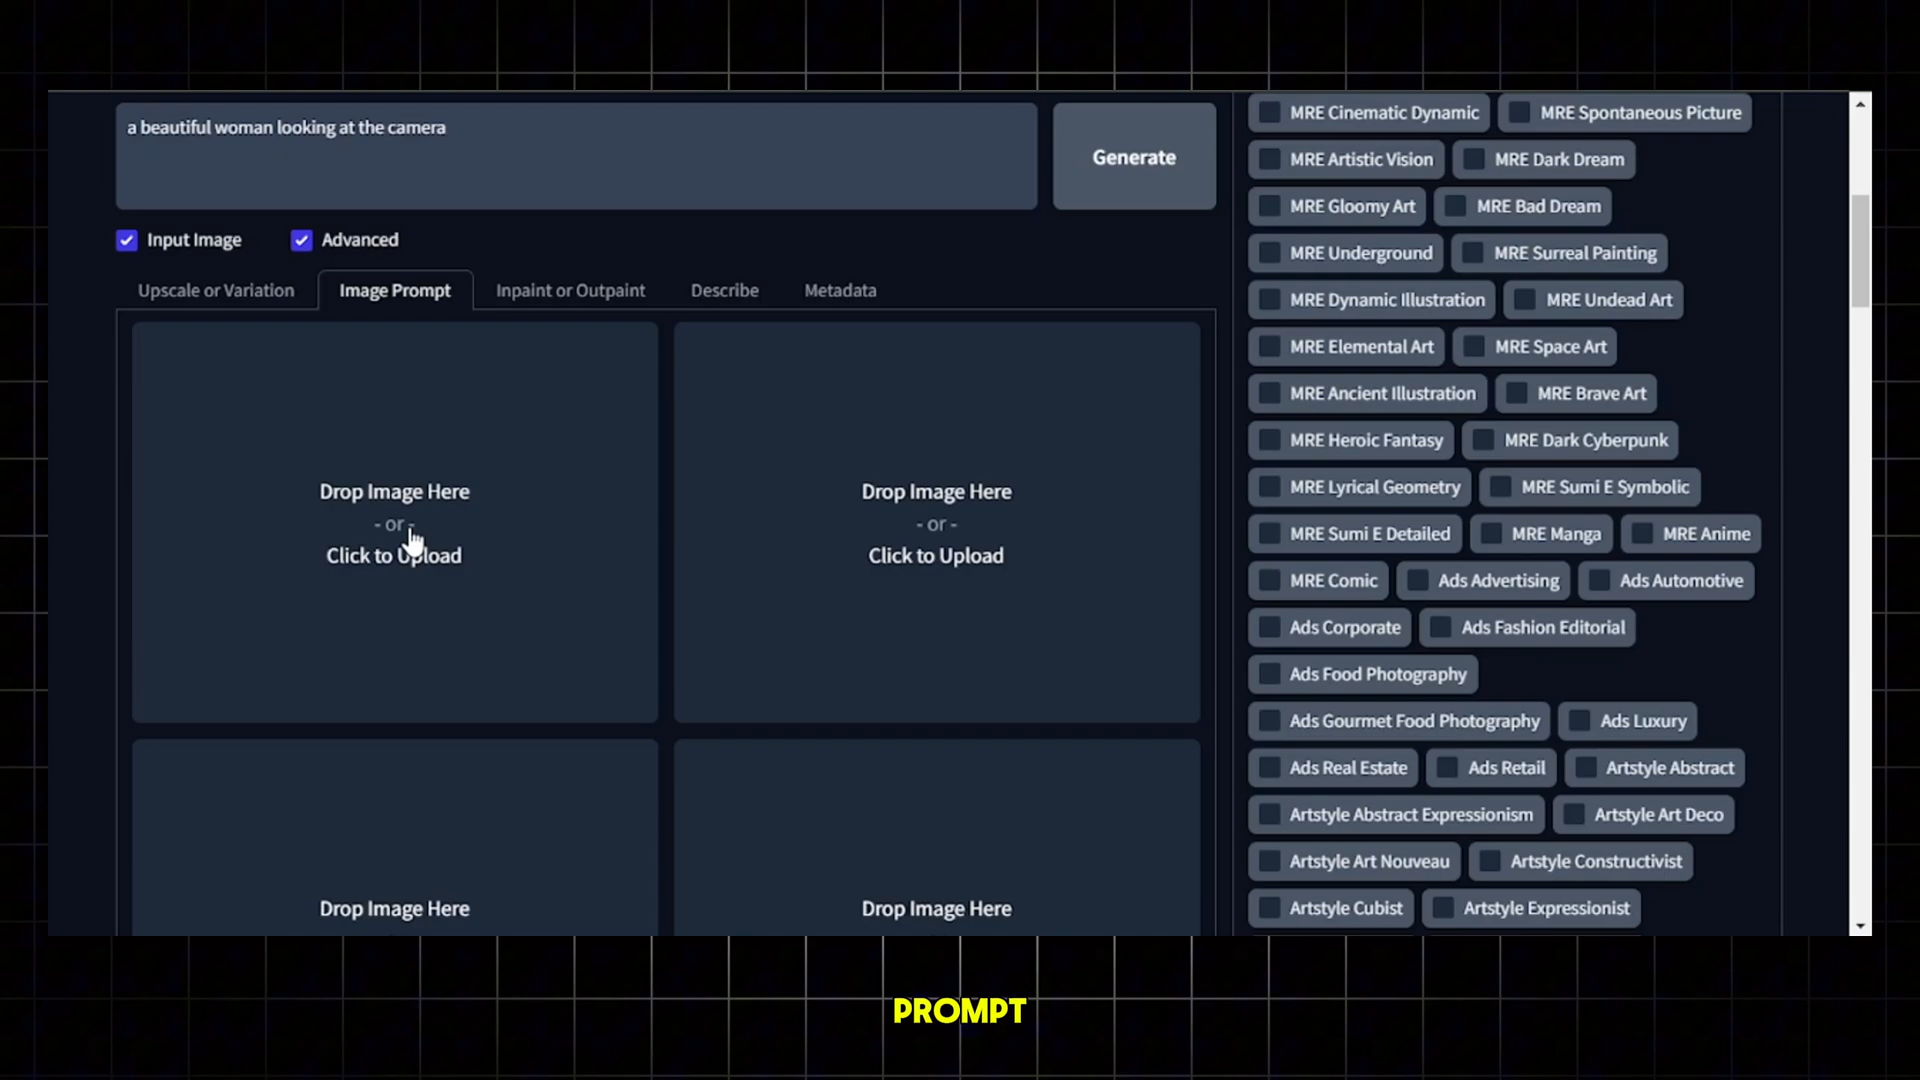 a beautiful woman looking at the camera
Generate
Input Image
Advanced
Upscale or Variation
Image Prompt
Inpaint or Outpaint
Describe
Metadata
Drop Image Here
- or -
Click to Upload
Drop Image Here
- or -
Click to Upload
Drop Image Here
Drop Image Here
MRE Cinematic Dynamic
MRE Spontaneous Picture
MRE Artistic Vision
MRE Dark Dream
MRE Gloomy Art
MRE Bad Dream
MRE Underground
MRE Surreal Painting
MRE Dynamic Illustration
MRE Undead Art
MRE Elemental Art
MRE Space Art
MRE Ancient Illustration
MRE Brave Art
MRE Heroic Fantasy
MRE Dark Cyberpunk
MRE Lyrical Geometry
MRE Sumi E Symbolic
MRE Sumi E Detailed
MRE Manga
MRE Anime
MRE Comic
Ads Advertising
Ads Automotive
Ads Corporate
Ads Fashion Editorial
Ads Food Photography
Ads Gourmet Food Photography
Ads Luxury
Ads Real Estate
Ads Retail
Artstyle Abstract
Artstyle Abstract Expressionism
Artstyle Art Deco
Artstyle Art Nouveau
Artstyle Constructivist
Artstyle Cubist
Artstyle Expressionist
PROMPT